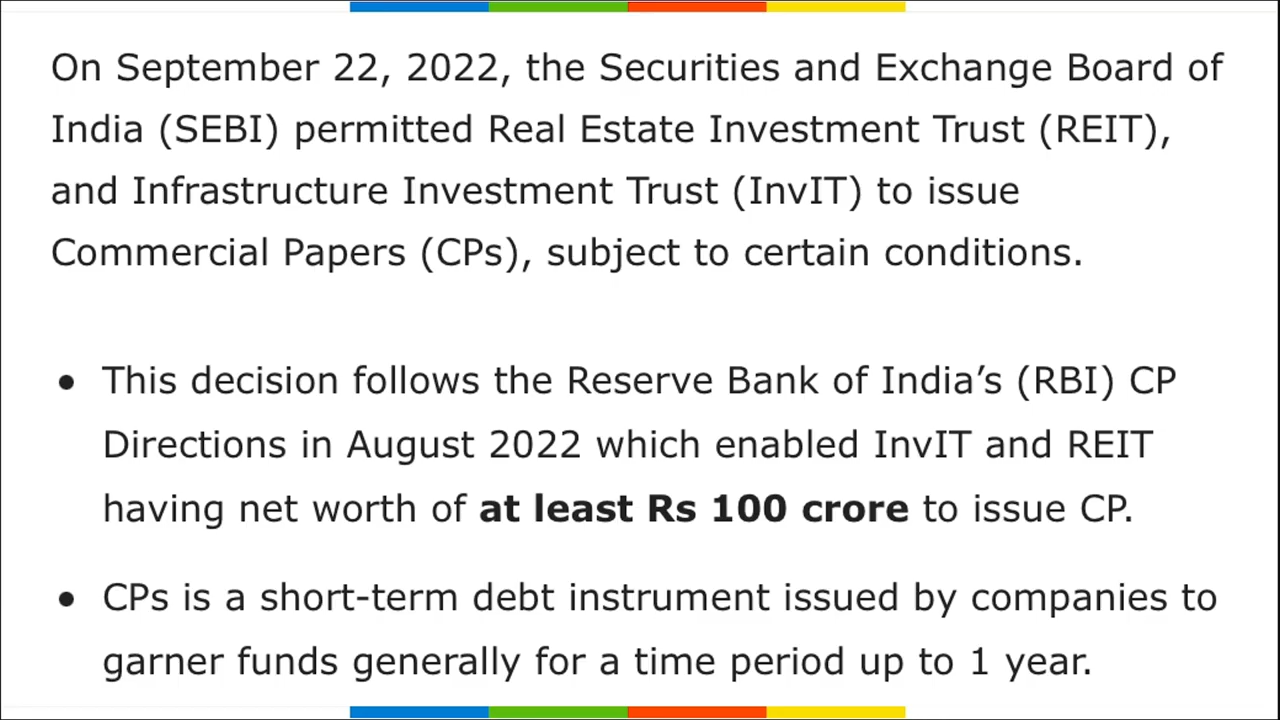 On September 22, 2022, the Securities and Exchange Board of
India (SEBI) permitted Real Estate Investment Trust (REIT),
and Infrastructure Investment Trust (InvIT) to issue
Commercial Papers (CPs), subject to certain conditions.
● This decision follows the Reserve Bank of India’s (RBI) CP
Directions in August 2022 which enabled InvIT and REIT
having net worth of at least Rs 100 crore to issue CP.
● CPs is a short-term debt instrument issued by companies to
garner funds generally for a time period up to 1 year.